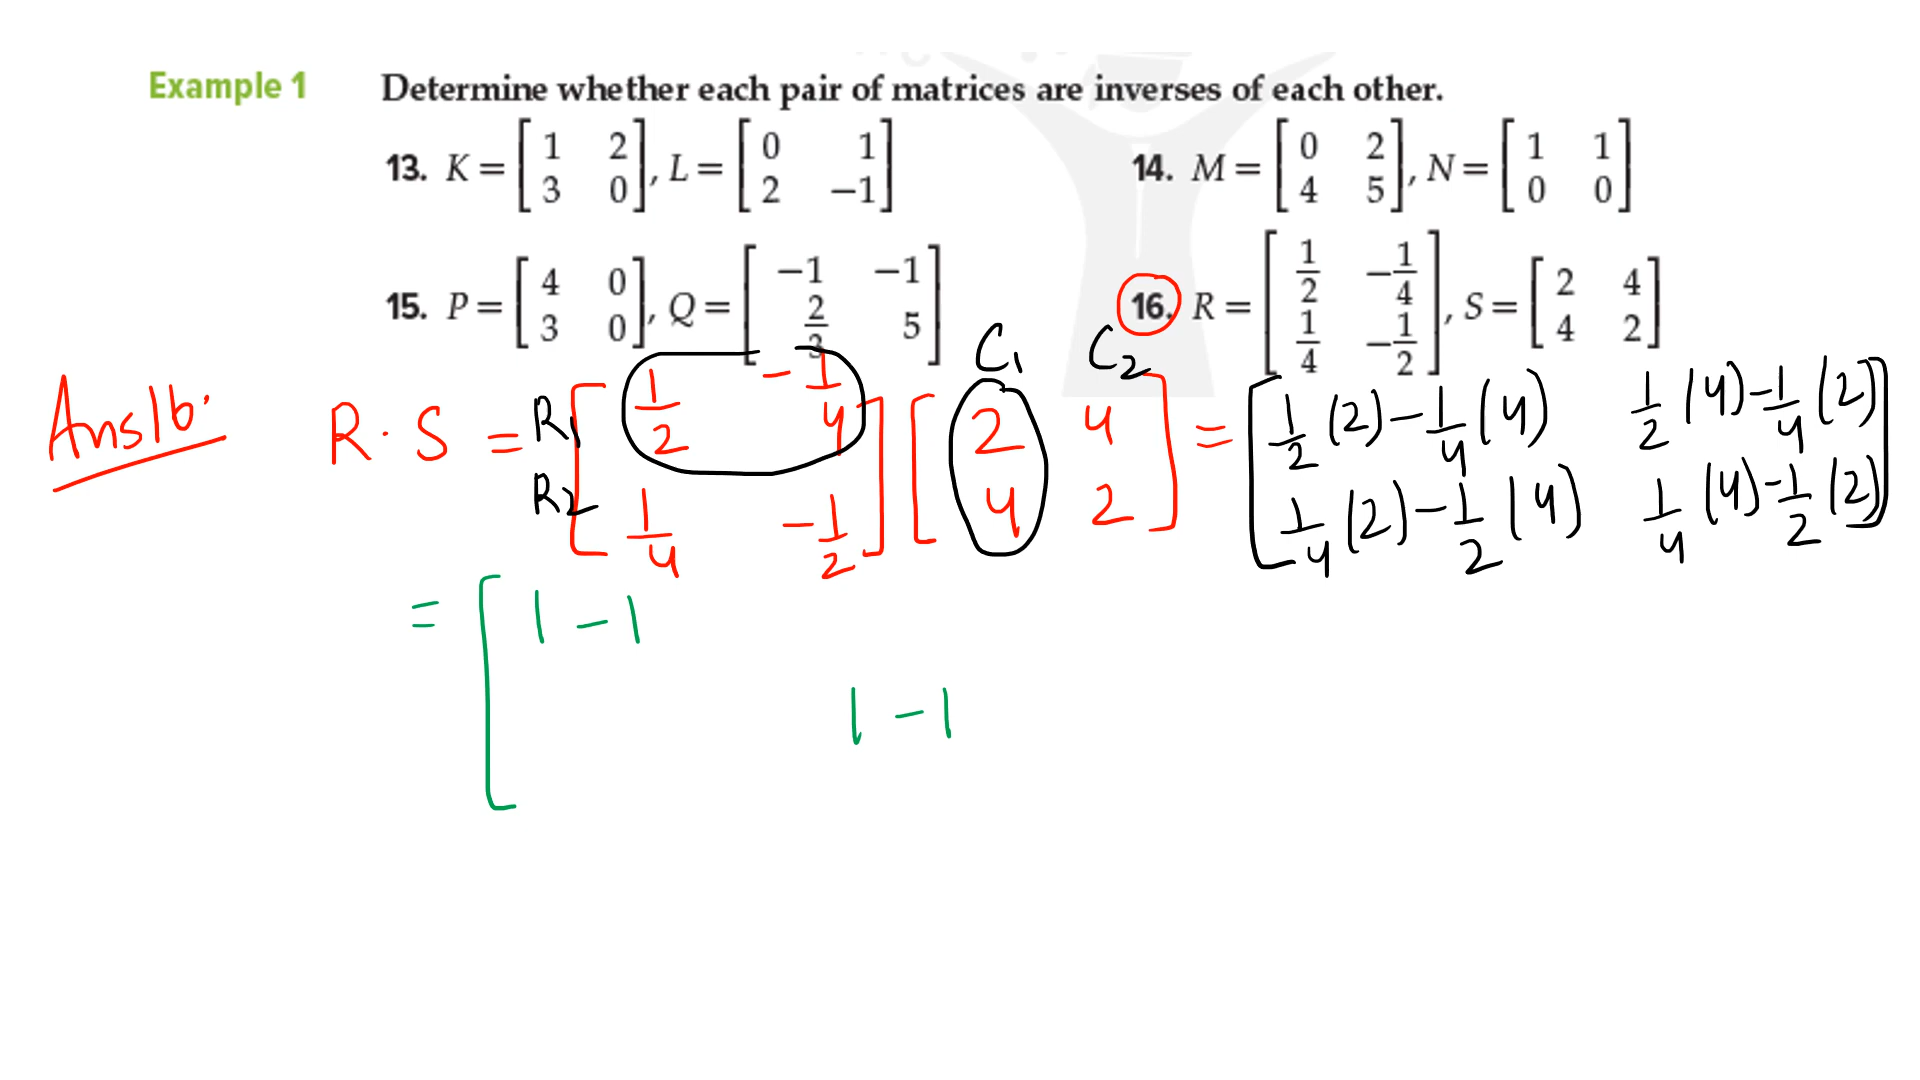 Example 1 Determine whether each pair of matrices are inverses of each other.
13. K = [1 2; 3 0], L = [0 1; 2 −1] 14. M = [0 2; 4 5], N = [1 1; 0 0]
15. P = [4 0; 3 0], Q = [−1 −1; 2/3 5] 16. R = [1/2 −1/4; 1/4 −1/2], S = [2 4; 4 2]
C1 C2
Ans16: R · S = R1 R2 [1/2 −1/4; 1/4 −1/2] [2 4; 4 2] = [1/2 (2) − 1/4 (4) 1/2 (4) − 1/4 (2); 1/4 (2) − 1/2 (4) 1/4 (4) − 1/2 (2)]
= [ 1 − 1
1 − 1